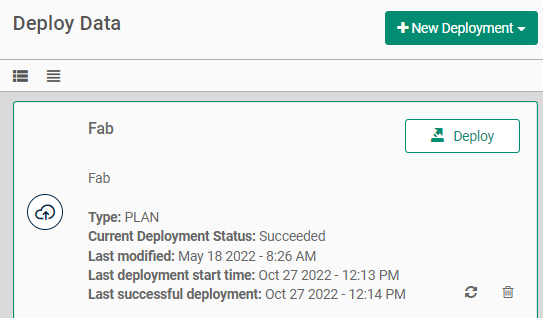 Deploy Data
New Deployment
Fab
Deploy
Fab
Type: PLAN
Current Deployment Status: Succeeded
Last modified: May 18 2022 - 8:26 AM
Last deployment start time: Oct 27 2022 - 12:13 PM
Last successful deployment: Oct 27 2022 - 12:14 PM